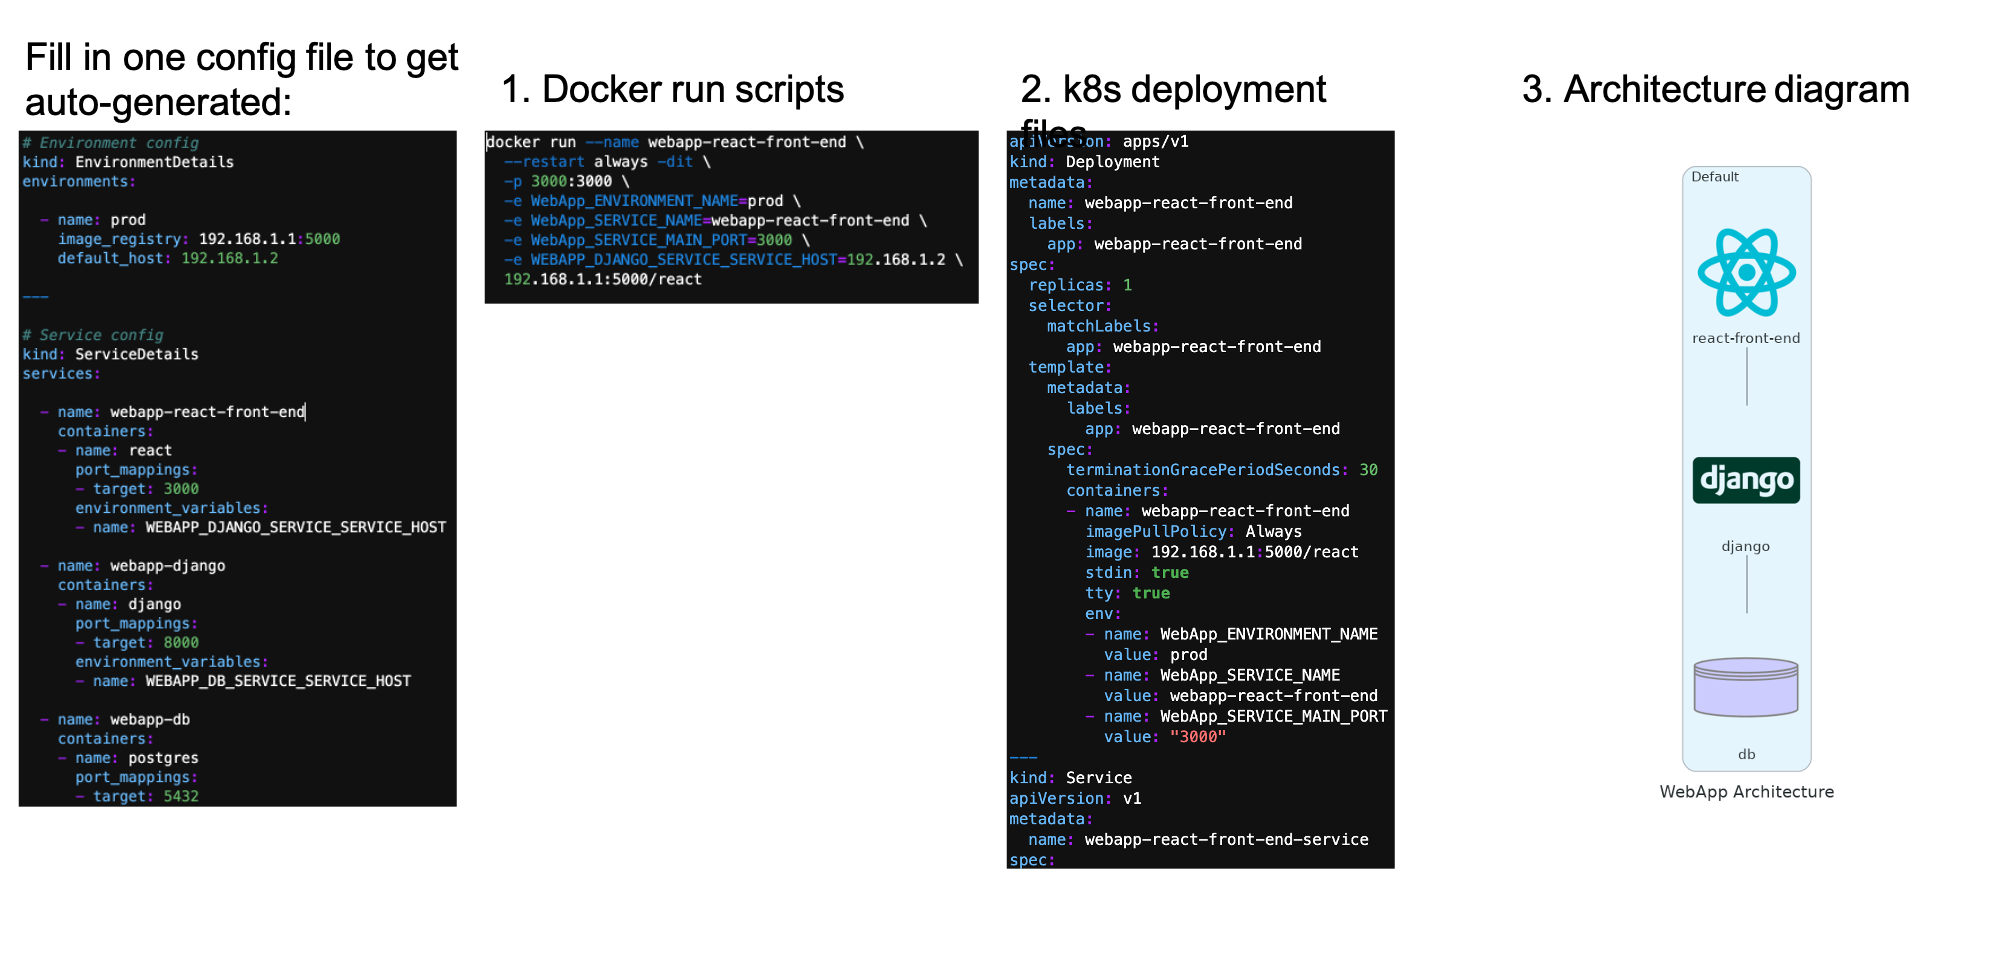 Fill in one config file to get
auto-generated:
# Environment config
kind: EnvironmentDetails
environments:
  - name: prod
    image_registry: 192.168.1.1:5000
    default_host: 192.168.1.2
---
# Service config
kind: ServiceDetails
services:
  - name: webapp-react-front-end
    containers:
    - name: react
      port_mappings:
      - target: 3000
      environment_variables:
      - name: WEBAPP_DJANGO_SERVICE_SERVICE_HOST
  - name: webapp-django
    containers:
    - name: django
      port_mappings:
      - target: 8000
      environment_variables:
      - name: WEBAPP_DB_SERVICE_SERVICE_HOST
  - name: webapp-db
    containers:
    - name: postgres
      port_mappings:
      - target: 5432
1. Docker run scripts
docker run --name webapp-react-front-end \
  --restart always -dit \
  -p 3000:3000 \
  -e WebApp_ENVIRONMENT_NAME=prod \
  -e WebApp_SERVICE_NAME=webapp-react-front-end \
  -e WebApp_SERVICE_MAIN_PORT=3000 \
  -e WEBAPP_DJANGO_SERVICE_SERVICE_HOST=192.168.1.2 \
  192.168.1.1:5000/react
2. k8s deployment
files
apiVersion: apps/v1
kind: Deployment
metadata:
  name: webapp-react-front-end
  labels:
    app: webapp-react-front-end
spec:
  replicas: 1
  selector:
    matchLabels:
      app: webapp-react-front-end
  template:
    metadata:
      labels:
        app: webapp-react-front-end
    spec:
      terminationGracePeriodSeconds: 30
      containers:
      - name: webapp-react-front-end
        imagePullPolicy: Always
        image: 192.168.1.1:5000/react
        stdin: true
        tty: true
        env:
        - name: WebApp_ENVIRONMENT_NAME
          value: prod
        - name: WebApp_SERVICE_NAME
          value: webapp-react-front-end
        - name: WebApp_SERVICE_MAIN_PORT
          value: "3000"
---
kind: Service
apiVersion: v1
metadata:
  name: webapp-react-front-end-service
spec:
3. Architecture diagram
Default
react-front-end
django
django
db
WebApp Architecture